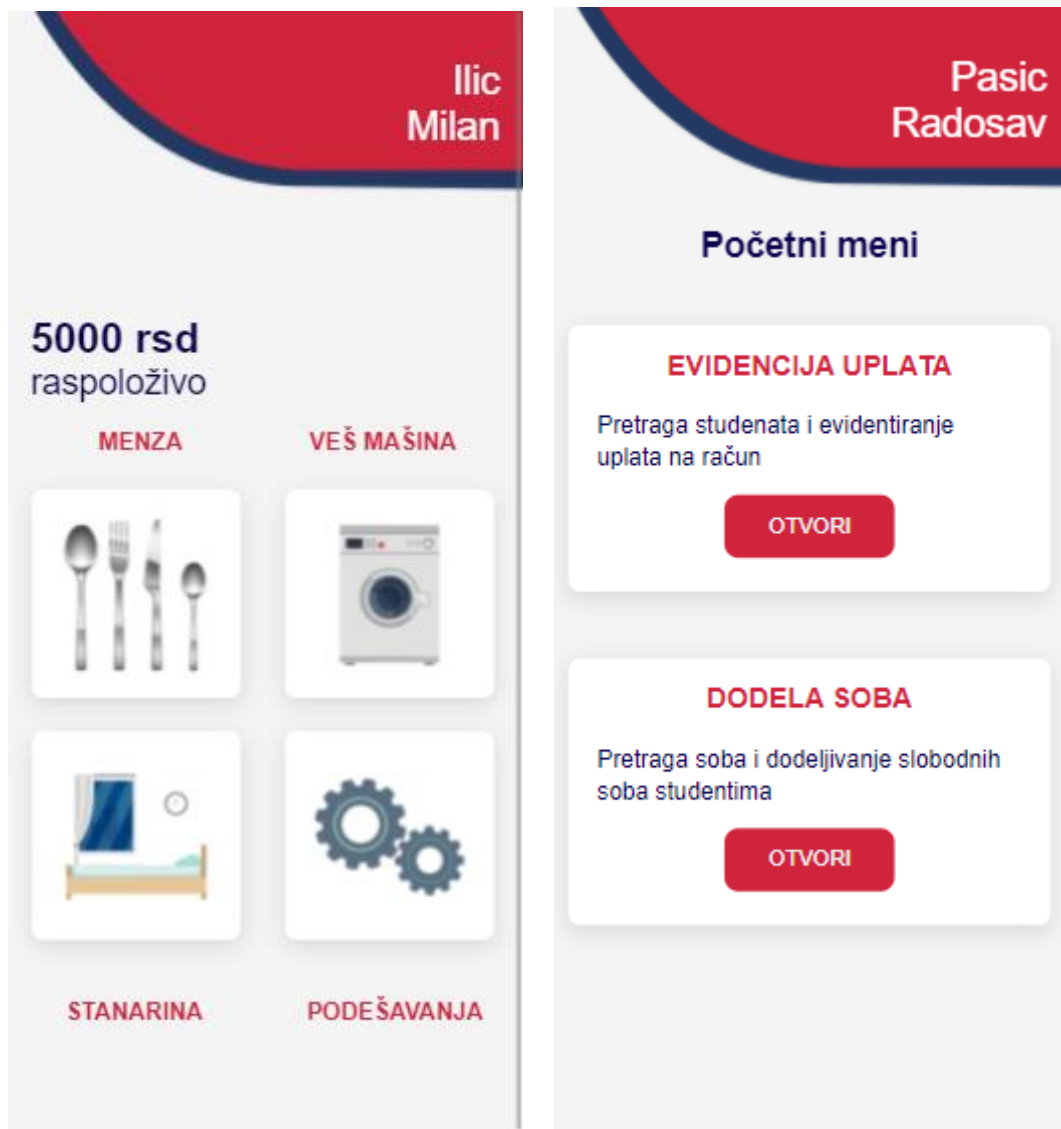 Ilic
Milan
5000 rsd
raspoloživo
MENZA
VEŠ MAŠINA
STANARINA
PODEŠAVANJA
Pasic
Radosav
Početni meni
EVIDENCIJA UPLATA
Pretraga studenata i evidentiranje
uplata na račun
OTVORI
DODELA SOBA
Pretraga soba i dodeljivanje slobodnih
soba studentima
OTVORI